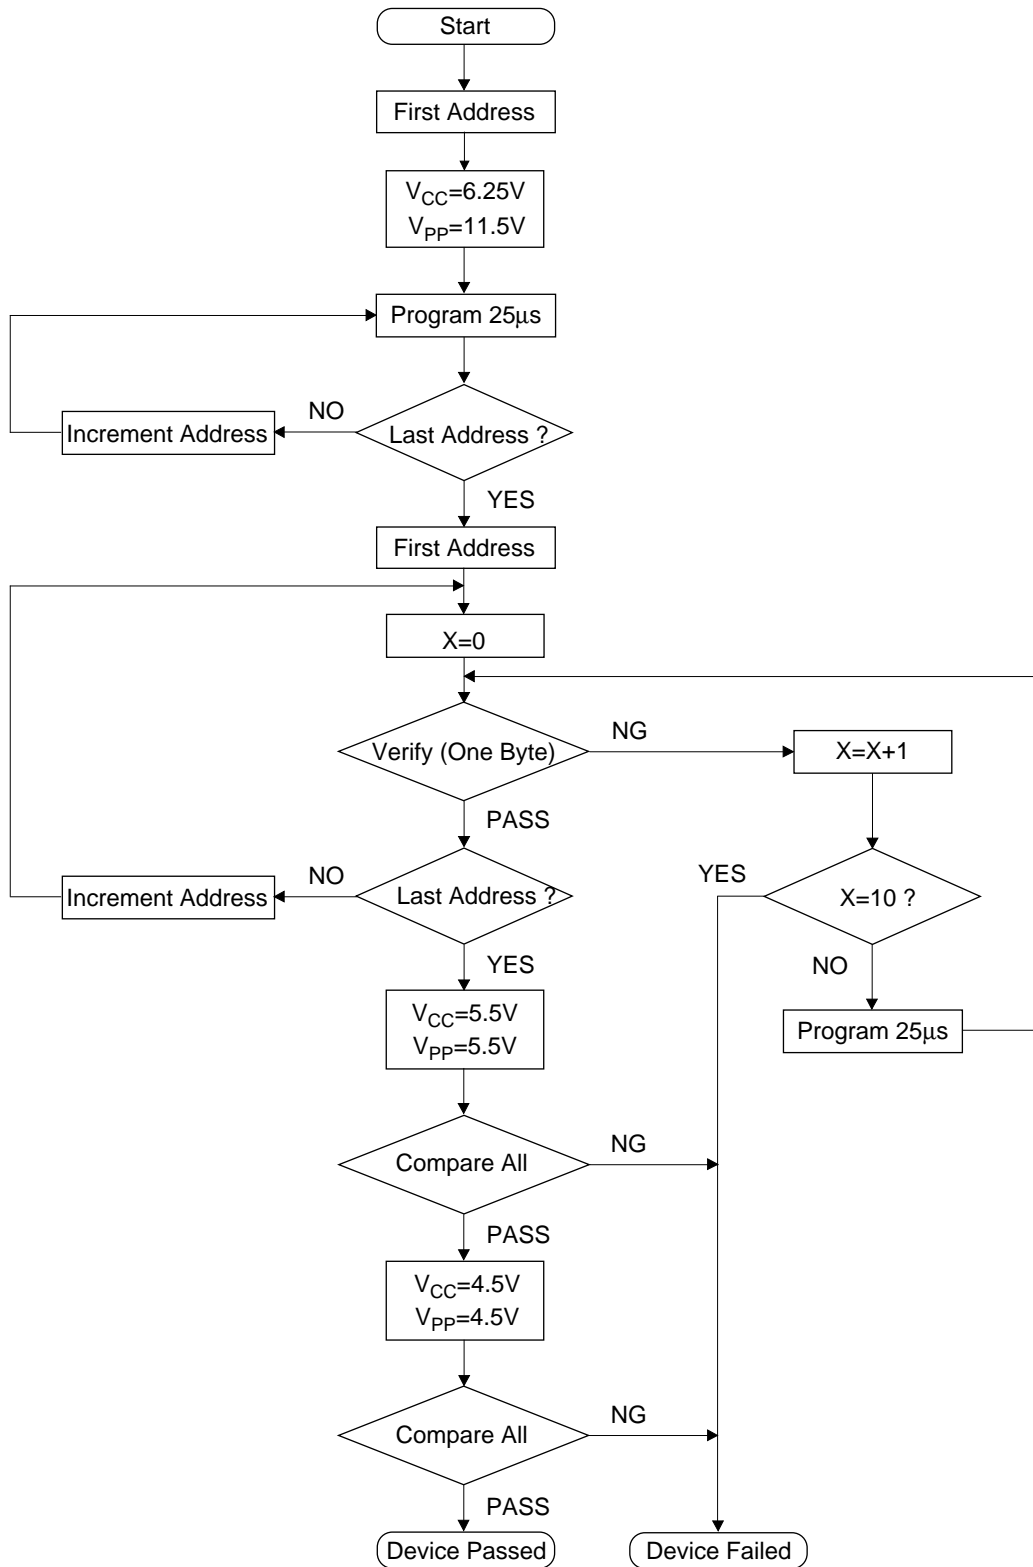 Start
First Address
VCC=6.25V
VPP=11.5V
Program 25μs
NO
Increment Address
Last Address ?
YES
First Address
X=0
Verify (One Byte)
NG
X=X+1
PASS
NO
Increment Address
Last Address ?
YES
X=10 ?
YES
NO
VCC=5.5V
VPP=5.5V
Program 25μs
Compare All
NG
PASS
VCC=4.5V
VPP=4.5V
Compare All
NG
PASS
Device Passed
Device Failed